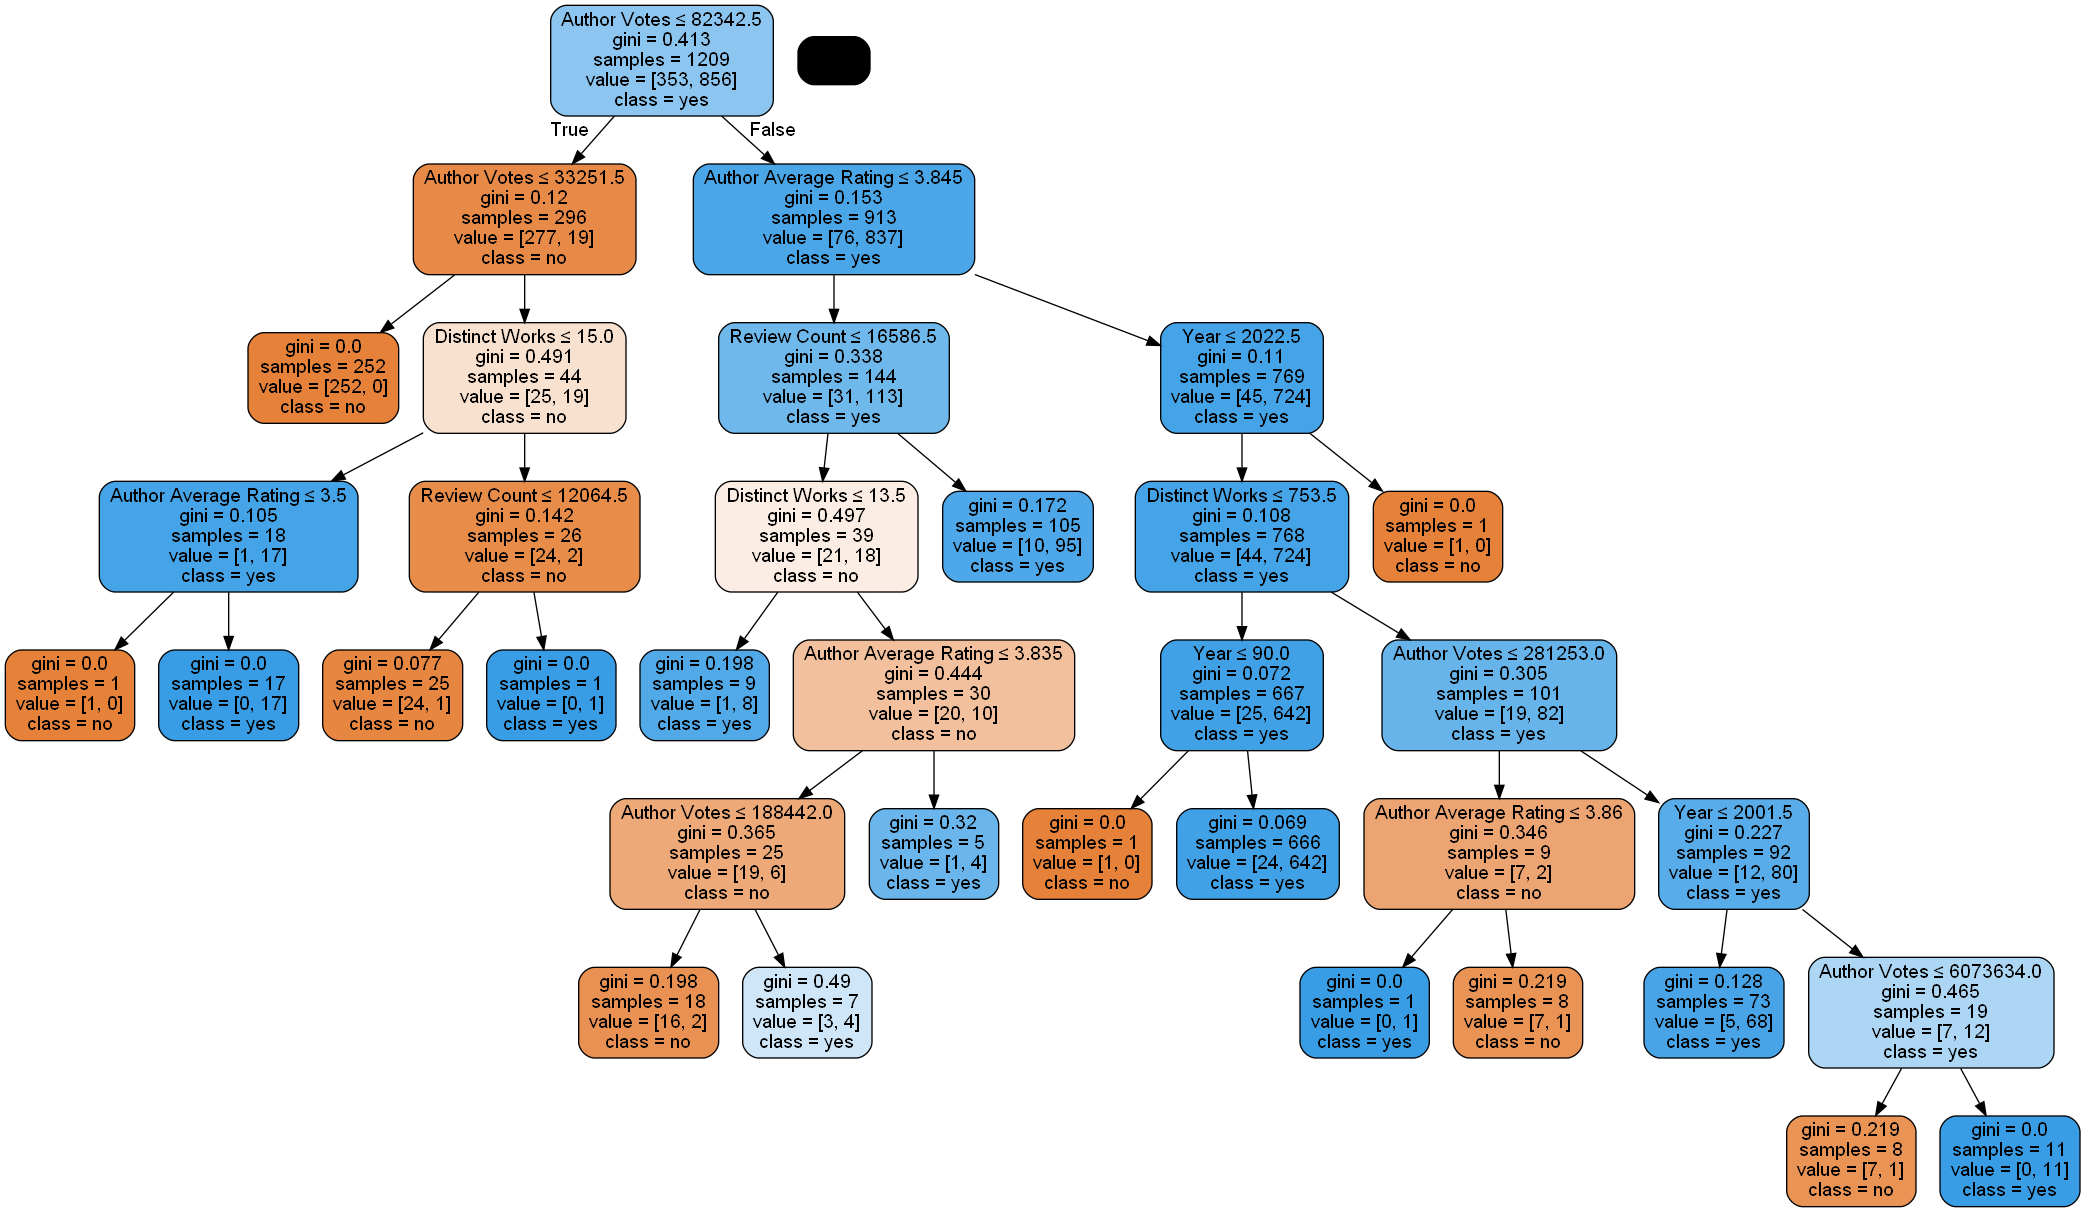 Author Votes ≤ 82342.5
gini = 0.413
samples = 1209
value = [353, 856]
class = yes
True
False
Author Votes ≤ 33251.5
gini = 0.12
samples = 296
value = [277, 19]
class = no
Author Average Rating ≤ 3.845
gini = 0.153
samples = 913
value = [76, 837]
class = yes
gini = 0.0
samples = 252
value = [252, 0]
class = no
Distinct Works ≤ 15.0
gini = 0.491
samples = 44
value = [25, 19]
class = no
Review Count ≤ 16586.5
gini = 0.338
samples = 144
value = [31, 113]
class = yes
Year ≤ 2022.5
gini = 0.11
samples = 769
value = [45, 724]
class = yes
Author Average Rating ≤ 3.5
gini = 0.105
samples = 18
value = [1, 17]
class = yes
Review Count ≤ 12064.5
gini = 0.142
samples = 26
value = [24, 2]
class = no
Distinct Works ≤ 13.5
gini = 0.497
samples = 39
value = [21, 18]
class = no
gini = 0.172
samples = 105
value = [10, 95]
class = yes
Distinct Works ≤ 753.5
gini = 0.108
samples = 768
value = [44, 724]
class = yes
gini = 0.0
samples = 1
value = [1, 0]
class = no
gini = 0.0
samples = 1
value = [1, 0]
class = no
gini = 0.0
samples = 17
value = [0, 17]
class = yes
gini = 0.077
samples = 25
value = [24, 1]
class = no
gini = 0.0
samples = 1
value = [0, 1]
class = yes
gini = 0.198
samples = 9
value = [1, 8]
class = yes
Author Average Rating ≤ 3.835
gini = 0.444
samples = 30
value = [20, 10]
class = no
Year ≤ 90.0
gini = 0.072
samples = 667
value = [25, 642]
class = yes
Author Votes ≤ 281253.0
gini = 0.305
samples = 101
value = [19, 82]
class = yes
Author Votes ≤ 188442.0
gini = 0.365
samples = 25
value = [19, 6]
class = no
gini = 0.32
samples = 5
value = [1, 4]
class = yes
gini = 0.0
samples = 1
value = [1, 0]
class = no
gini = 0.069
samples = 666
value = [24, 642]
class = yes
Author Average Rating ≤ 3.86
gini = 0.346
samples = 9
value = [7, 2]
class = no
Year ≤ 2001.5
gini = 0.227
samples = 92
value = [12, 80]
class = yes
gini = 0.198
samples = 18
value = [16, 2]
class = no
gini = 0.49
samples = 7
value = [3, 4]
class = yes
gini = 0.0
samples = 1
value = [0, 1]
class = yes
gini = 0.219
samples = 8
value = [7, 1]
class = no
gini = 0.128
samples = 73
value = [5, 68]
class = yes
Author Votes ≤ 6073634.0
gini = 0.465
samples = 19
value = [7, 12]
class = yes
gini = 0.219
samples = 8
value = [7, 1]
class = no
gini = 0.0
samples = 11
value = [0, 11]
class = yes